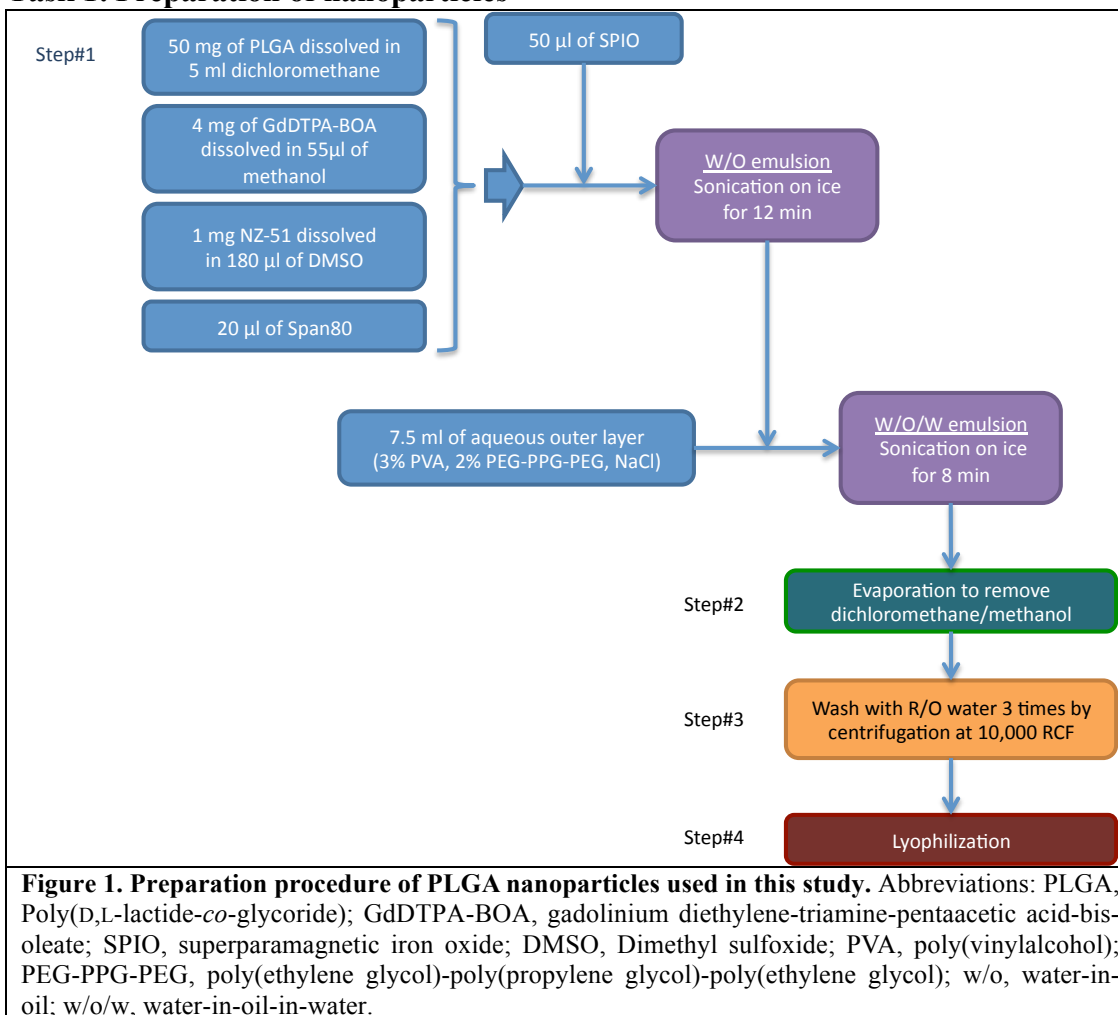 Step#1
50 mg of PLGA dissolved in
5 ml dichloromethane
50 µl of SPIO
4 mg of GdDTPA-BOA
dissolved in 55µl of
methanol
W/O emulsion
Sonication on ice
for 12 min
1 mg NZ-51 dissolved
in 180 µl of DMSO
20 µl of Span80
7.5 ml of aqueous outer layer
(3% PVA, 2% PEG-PPG-PEG, NaCl)
W/O/W emulsion
Sonication on ice
for 8 min
Step#2
Evaporation to remove
dichloromethane/methanol
Step#3
Wash with R/O water 3 times by
centrifugation at 10,000 RCF
Step#4
Lyophilization
Figure 1. Preparation procedure of PLGA nanoparticles used in this study. Abbreviations: PLGA,
Poly(D,L-lactide-co-glycoride); GdDTPA-BOA, gadolinium diethylene-triamine-pentaacetic acid-bis-
oleate; SPIO, superparamagnetic iron oxide; DMSO, Dimethyl sulfoxide; PVA, poly(vinylalcohol);
PEG-PPG-PEG, poly(ethylene glycol)-poly(propylene glycol)-poly(ethylene glycol); w/o, water-in-
oil; w/o/w, water-in-oil-in-water.